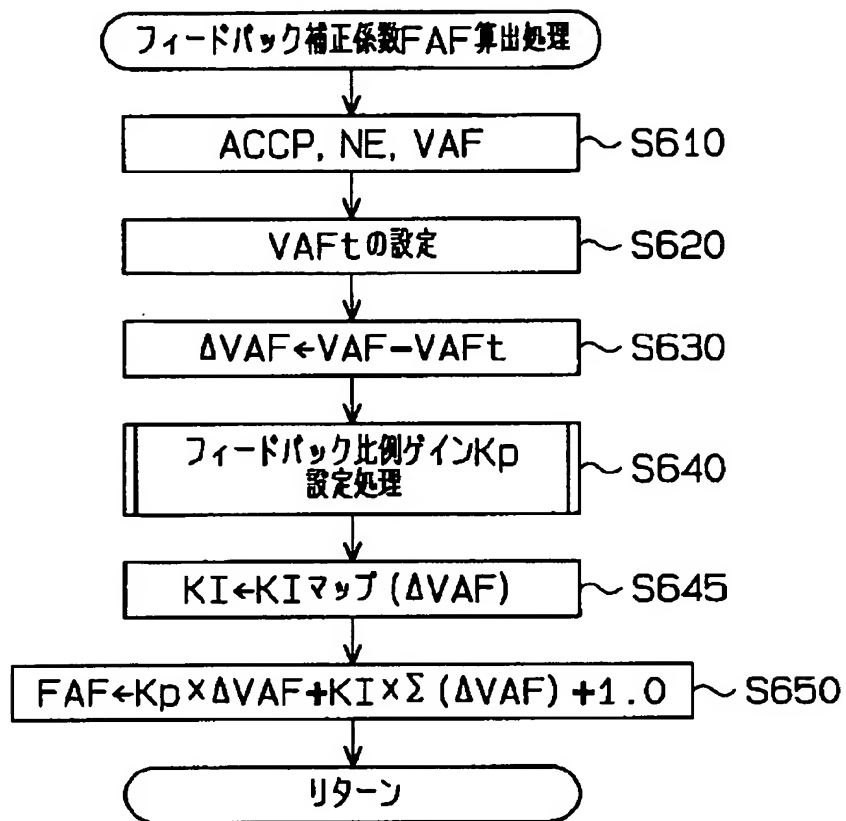 フィードバック補正係数FAF算出処理
ACCP, NE, VAF
S610
VAFtの設定
S620
ΔVAF←VAF−VAFt
S630
フィードバック比例ゲインKp
設定処理
S640
KI←KIマップ(ΔVAF)
S645
FAF←Kp×ΔVAF+KI×Σ(ΔVAF)+1.0
S650
リターン